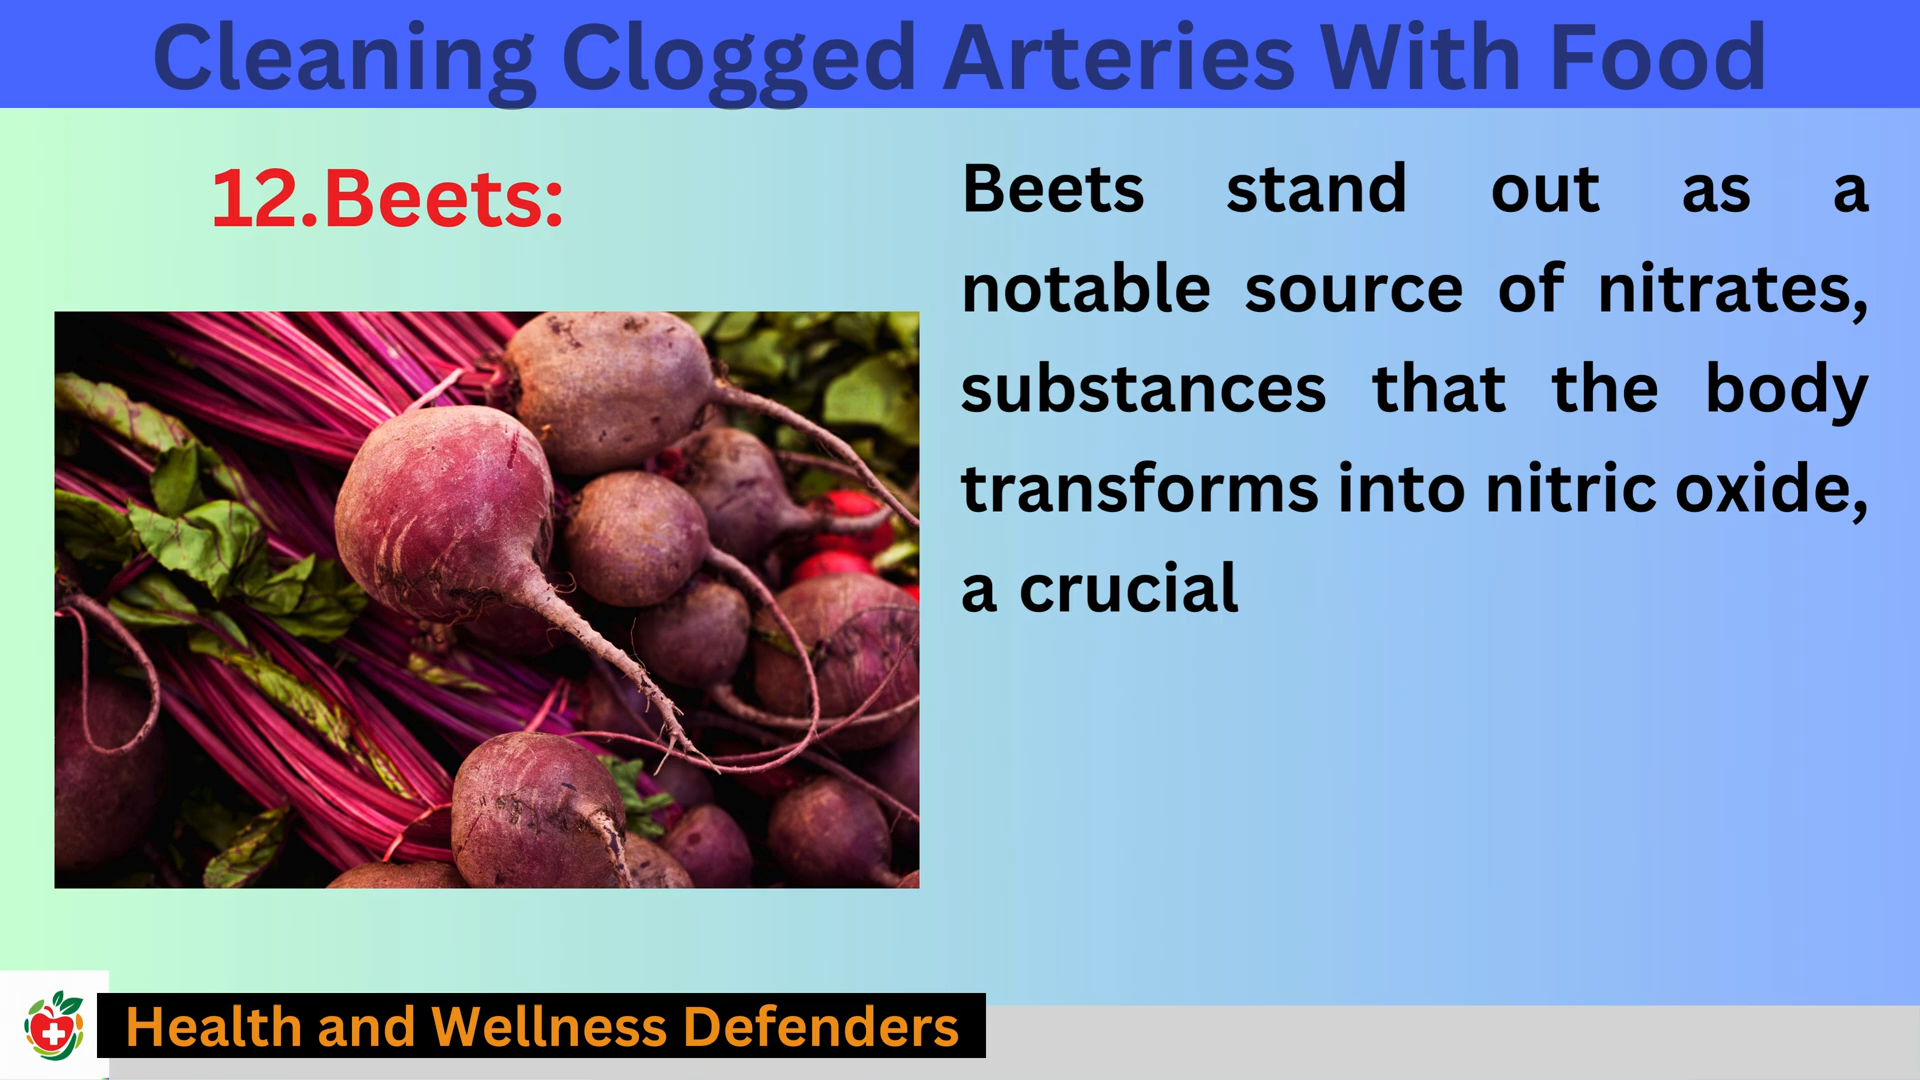 Cleaning Clogged Arteries With Food
12.Beets:
Beets stand out as a
notable source of nitrates,
substances that the body
transforms into nitric oxide,
a crucial
Health and Wellness Defenders